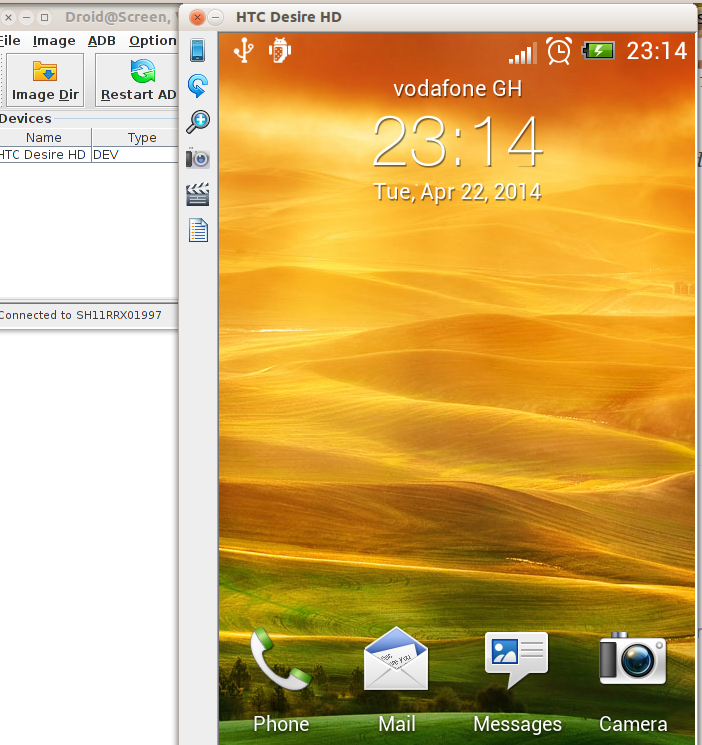 Droid@Screen,
File Image ADB Option
Image Dir
Restart AD
Devices
Name Type
HTC Desire HD DEV
Connected to SH11RRX01997
HTC Desire HD
23:14
vodafone GH
23:14
Tue, Apr 22, 2014
Phone
Mail
Messages
Camera